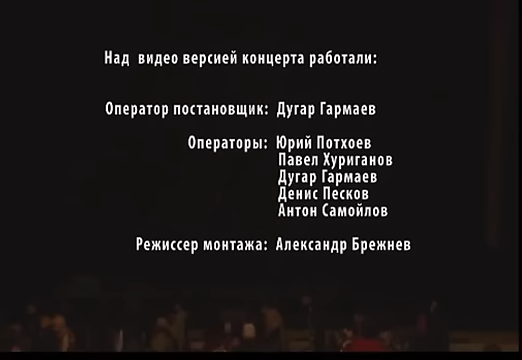 Над видео версией концерта работали:
Оператор постановщик: Дугар Гармаев
Операторы: Юрий Потхоев
Павел Хуриганов
Дугар Гармаев
Денис Песков
Антон Самойлов
Режиссер монтажа: Александр Брежнев